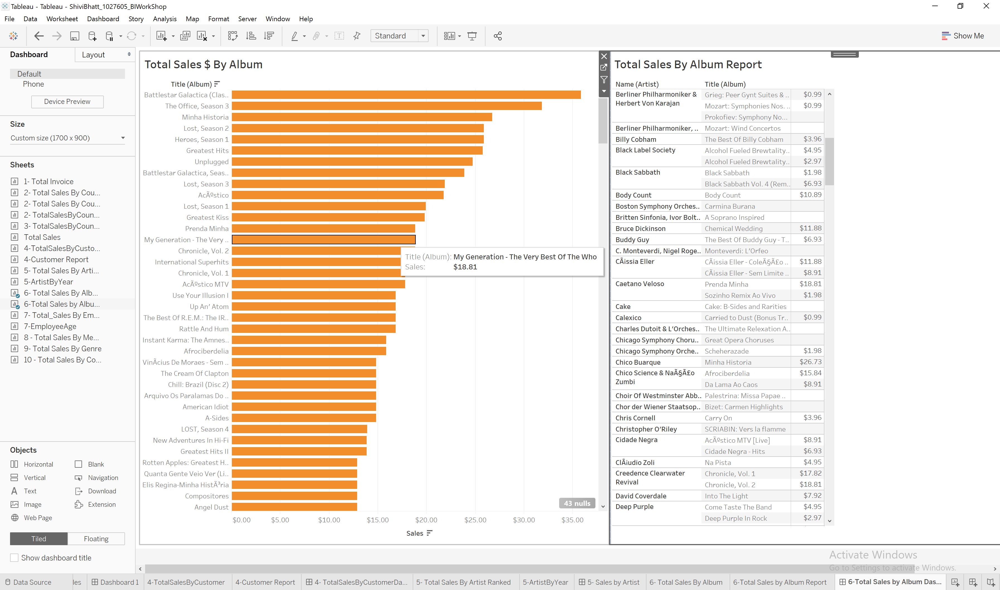 Tableau - Tableau - ShiviBhatt_1027605_BIWorkShop
File Data Worksheet Dashboard Story Analysis Map Format Server Window Help
Standard
Show Me
Dashboard
Layout
Default
Phone
Device Preview
Size
Custom size (1700 x 900)
Sheets
1- Total Invoice
2- Total Sales By Cou...
2- Total Sales By Cou...
2- TotalSalesByCoun...
3- TotalSalesByCoun...
Total Sales
4-TotalSalesByCusto...
4-Customer Report
5- Total Sales By Arti...
5-ArtistByYear
6- Total Sales By Alb...
6-Total Sales by Albu...
7- Total_Sales By Em...
7-EmployeeAge
8 - Total Sales By Me...
9- Total Sales By Genre
10 - Total Sales By Co...
Objects
Horizontal Blank
Vertical Navigation
Text Download
Image Extension
Web Page
Tiled Floating
Show dashboard title
Total Sales $ By Album
Title (Album)
Battlestar Galactica (Clas..
The Office, Season 3
Minha Historia
Lost, Season 2
Heroes, Season 1
Greatest Hits
Unplugged
Battlestar Galactica, Seas..
Lost, Season 3
AcÃºstico
Lost, Season 1
Greatest Kiss
Prenda Minha
My Generation - The Very ..
Chronicle, Vol. 2
International Superhits
Chronicle, Vol. 1
AcÃºstico MTV
Use Your Illusion I
Up An' Atom
The Best Of R.E.M.: The IR..
Rattle And Hum
Instant Karma: The Amnes..
Afrociberdelia
VinÃcius De Moraes - Sem ..
The Cream Of Clapton
Chill: Brazil (Disc 2)
Arquivo Os Paralamas Do ..
American Idiot
A-Sides
LOST, Season 4
New Adventures In Hi-Fi
Greatest Hits II
Rotten Apples: Greatest H..
Quanta Gente Veio Ver (Li..
Elis Regina-Minha HistÃ³ria
Compositores
Angel Dust
Title (Album): My Generation - The Very Best Of The Who
Sales: $18.81
43 nulls
$0.00 $5.00 $10.00 $15.00 $20.00 $25.00 $30.00 $35.00
Sales
Total Sales By Album Report
Name (Artist) Title (Album)
Berliner Philharmoniker & Grieg: Peer Gynt Suites & .. $0.99
Herbert Von Karajan Mozart: Symphonies Nos. .. $0.99
Prokofiev: Symphony No...
Berliner Philharmoniker, .. Mozart: Wind Concertos
Billy Cobham The Best Of Billy Cobham $3.96
Black Label Society Alcohol Fueled Brewtality.. $4.95
Alcohol Fueled Brewtality.. $2.97
Black Sabbath Black Sabbath $1.98
Black Sabbath Vol. 4 (Rem.. $6.93
Body Count Body Count $10.89
Boston Symphony Orches.. Carmina Burana
Britten Sinfonia, Ivor Bolt.. A Soprano Inspired
Bruce Dickinson Chemical Wedding $11.88
Buddy Guy The Best Of Buddy Guy - T.. $6.93
C. Monteverdi, Nigel Roge.. Monteverdi: L'Orfeo
CÃissia Eller CÃissia Eller - ColeÃ§Ã£o .. $11.88
CÃissia Eller - Sem Limite .. $8.91
Caetano Veloso Prenda Minha $18.81
Sozinho Remix Ao Vivo $1.98
Cake Cake: B-Sides and Rarities
Calexico Carried to Dust (Bonus Tr.. $0.99
Charles Dutoit & L'Orches.. The Ultimate Relexation A..
Chicago Symphony Choru.. Great Opera Choruses
Chicago Symphony Orche.. Scheherazade $1.98
Chico Buarque Minha Historia $26.73
Chico Science & NaÃ§Ã£o Afrociberdelia $15.84
Zumbi Da Lama Ao Caos $8.91
Choir Of Westminster Abb.. Palestrina: Missa Papae ..
Chor der Wiener Staatsop.. Bizet: Carmen Highlights
Chris Cornell Carry On $3.96
Christopher O'Riley SCRIABIN: Vers la flamme
Cidade Negra AcÃºstico MTV [Live] $8.91
Cidade Negra - Hits $6.93
ClÃiudio Zoli Na Pista $4.95
Creedence Clearwater Chronicle, Vol. 1 $17.82
Revival Chronicle, Vol. 2 $18.81
David Coverdale Into The Light $7.92
Deep Purple Come Taste The Band $4.95
Deep Purple In Rock $2.97
Activate Windows
Go to Settings to activate Windows.
Data Source les Dashboard 1 4-TotalSalesByCustomer 4-Customer Report 4- TotalSalesByCustomerDa... 5- Total Sales By Artist Ranked 5-ArtistByYear 5- Sales by Artist 6- Total Sales By Album 6-Total Sales by Album Report 6-Total Sales by Album Das...